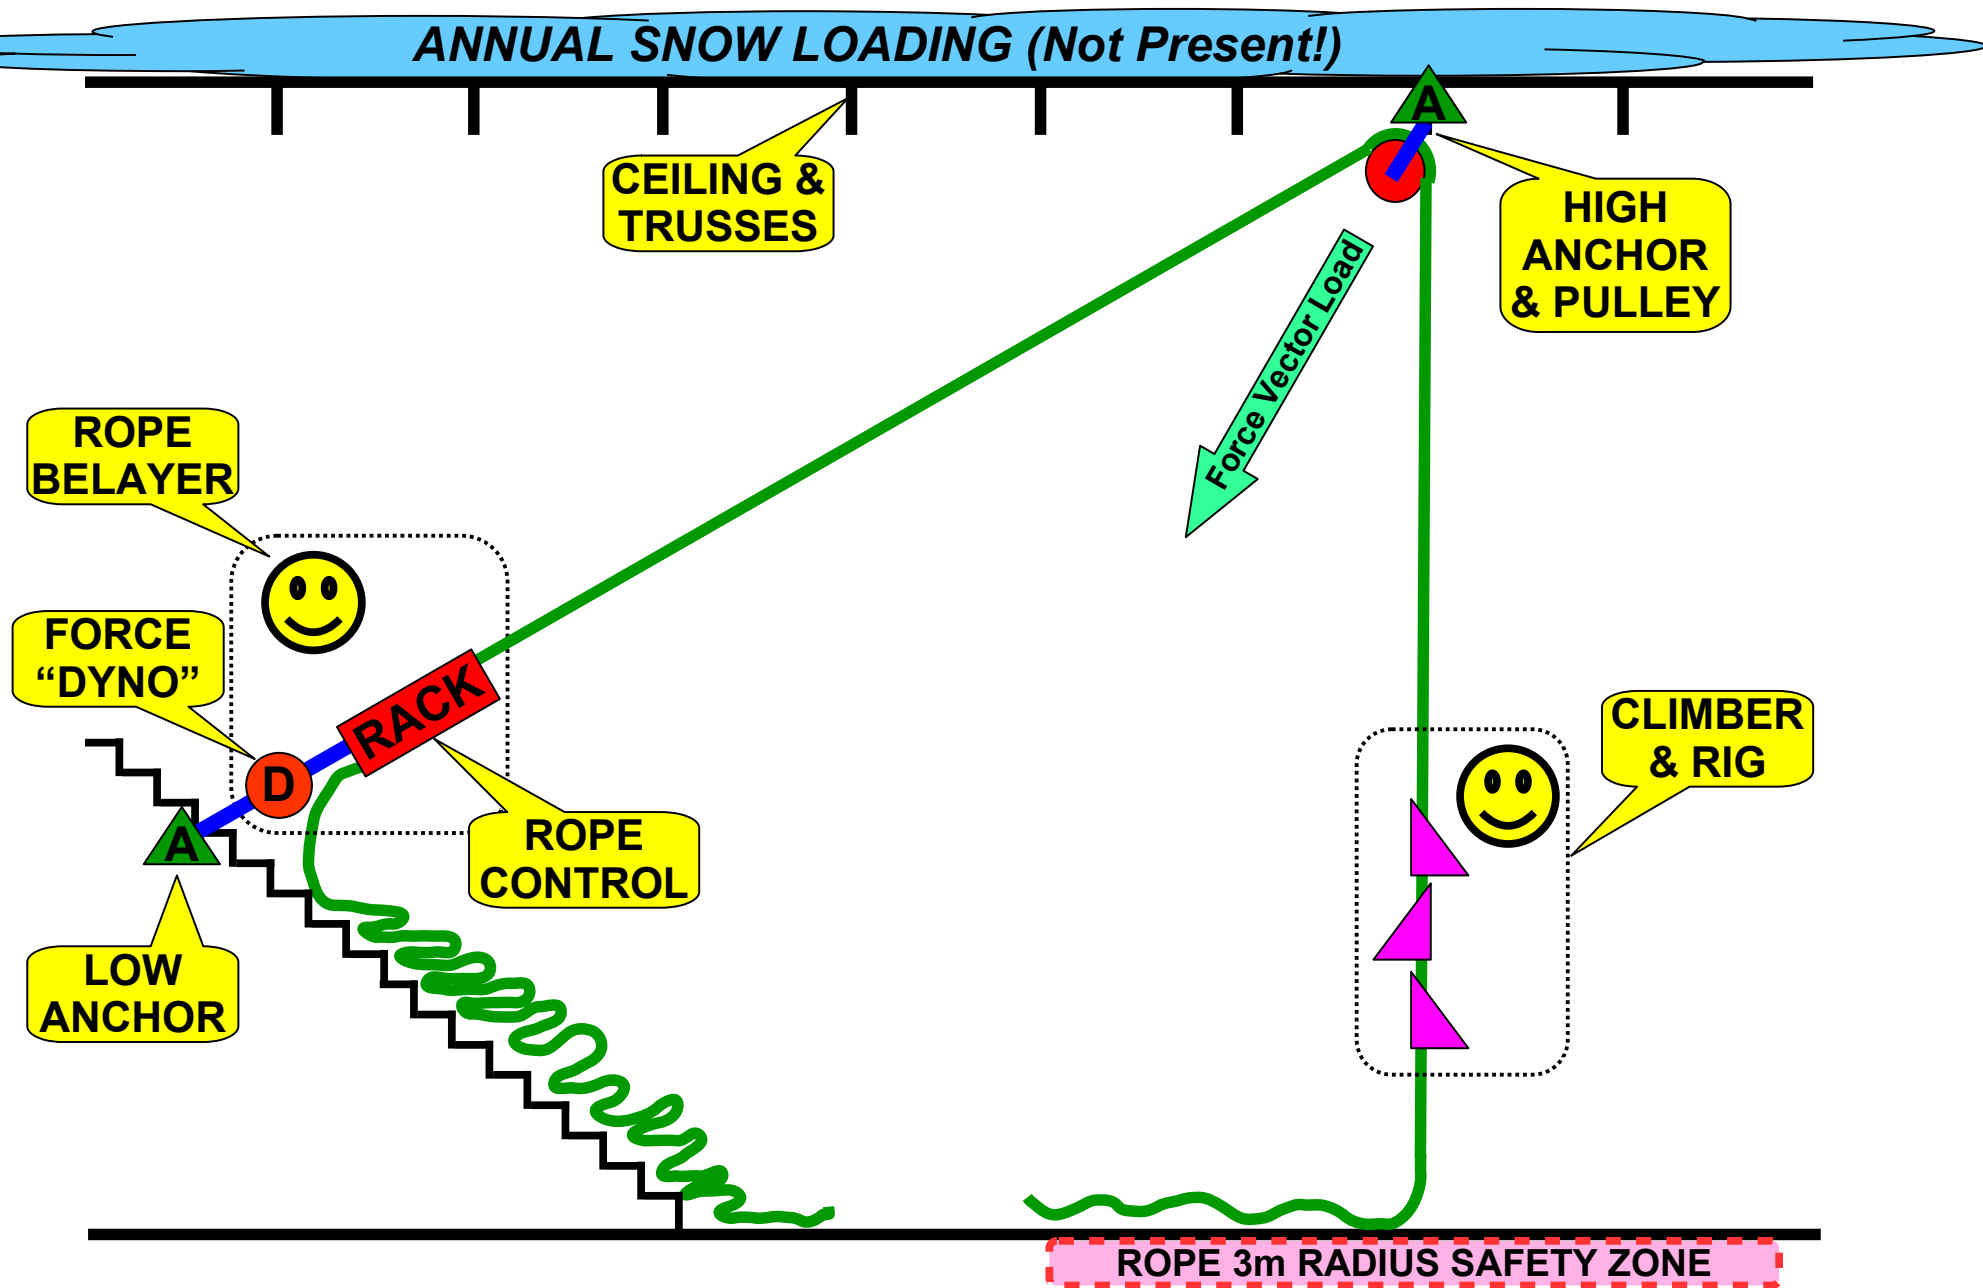 ANNUAL SNOW LOADING (Not Present!)
A
CEILING &
TRUSSES
HIGH
ANCHOR
& PULLEY
Force Vector Load
ROPE
BELAYER
FORCE
“DYNO”
RACK
D
A
CLIMBER
& RIG
ROPE
CONTROL
LOW
ANCHOR
ROPE 3m RADIUS SAFETY ZONE